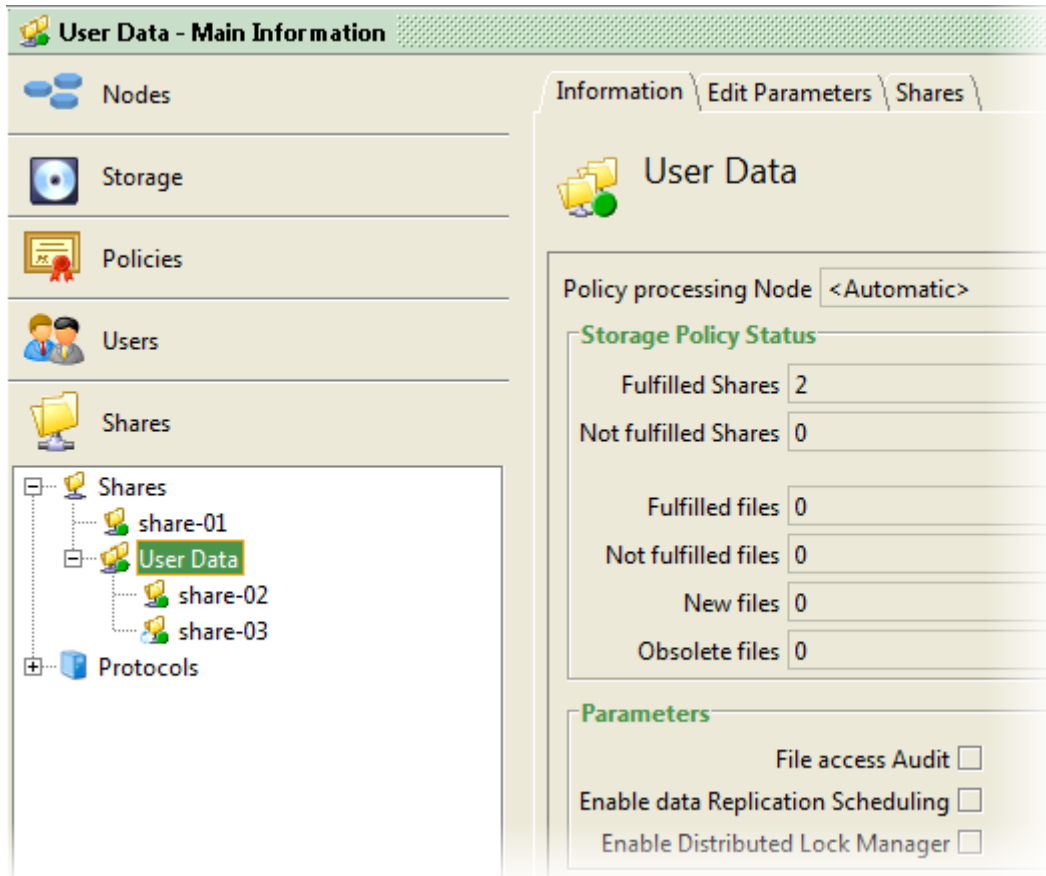 User Data - Main Information
Nodes
Storage
Policies
Users
Shares
Shares
share-01
User Data
share-02
share-03
Protocols
Information Edit Parameters Shares
User Data
Policy processing Node <Automatic>
Storage Policy Status
Fulfilled Shares 2
Not fulfilled Shares 0
Fulfilled files 0
Not fulfilled files 0
New files 0
Obsolete files 0
Parameters
File access Audit
Enable data Replication Scheduling
Enable Distributed Lock Manager